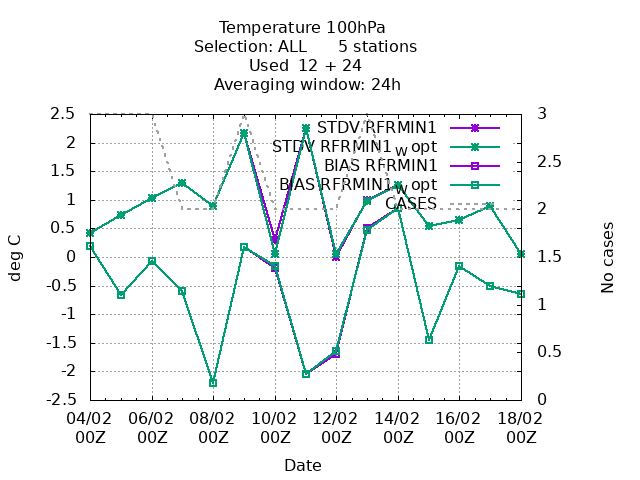 Temperature 100hPa
Selection: ALL 5 stations
Used 12 + 24
Averaging window: 24h
2.5
2
1.5
1
0.5
0
-0.5
-1
-1.5
-2
-2.5
3
2.5
2
1.5
1
0.5
0
deg C
No cases
STDV RFRMIN1
STDV RFRMIN1w opt
BIAS RFRMIN1
BIAS RFRMIN1w opt
CASES
04/02 06/02 08/02 10/02 12/02 14/02 16/02 18/02
00Z 00Z 00Z 00Z 00Z 00Z 00Z 00Z
Date